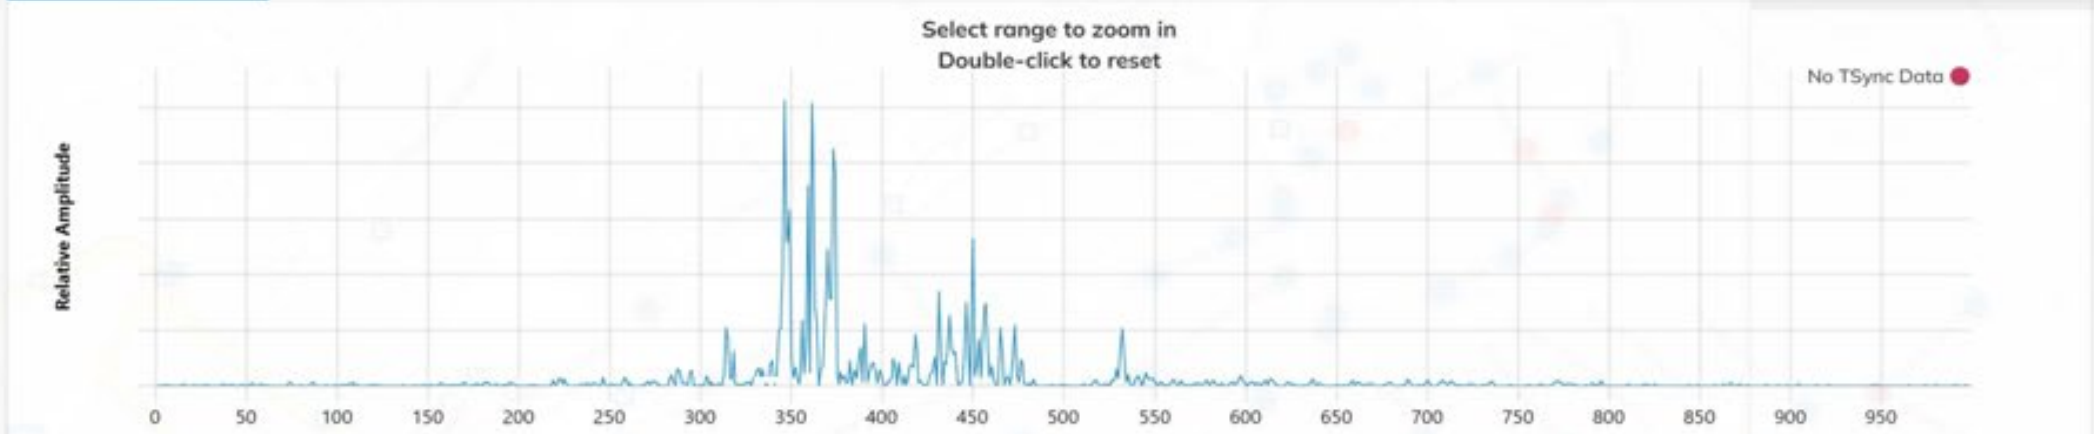 Select range to zoom in
Double-click to reset
No TSync Data
Relative Amplitude
0 50 100 150 200 250 300 350 400 450 500 550 600 650 700 750 800 850 900 950